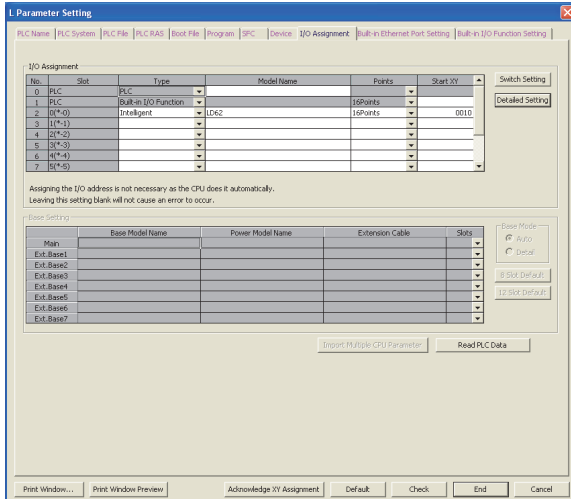 L Parameter Setting
PLC Name PLC System PLC File PLC RAS Boot File Program SFC Device I/O Assignment Built-in Ethernet Port Setting Built-in I/O Function Setting
I/O Assignment
No. Slot Type Model Name Points Start XY
0 PLC PLC
1 PLC Built-in I/O Function 16Points
2 0(*-0) Intelligent LD62 16Points 0010
3 1(*-1)
4 2(*-2)
5 3(*-3)
6 4(*-4)
7 5(*-5)
Switch Setting
Detailed Setting
Assigning the I/O address is not necessary as the CPU does it automatically.
Leaving this setting blank will not cause an error to occur.
Base Setting
Base Model Name Power Model Name Extension Cable Slots
Main
Ext.Base1
Ext.Base2
Ext.Base3
Ext.Base4
Ext.Base5
Ext.Base6
Ext.Base7
Base Mode
Auto
Detail
8 Slot Default
12 Slot Default
Import Multiple CPU Parameter Read PLC Data
Print Window... Print Window Preview Acknowledge XY Assignment Default Check End Cancel